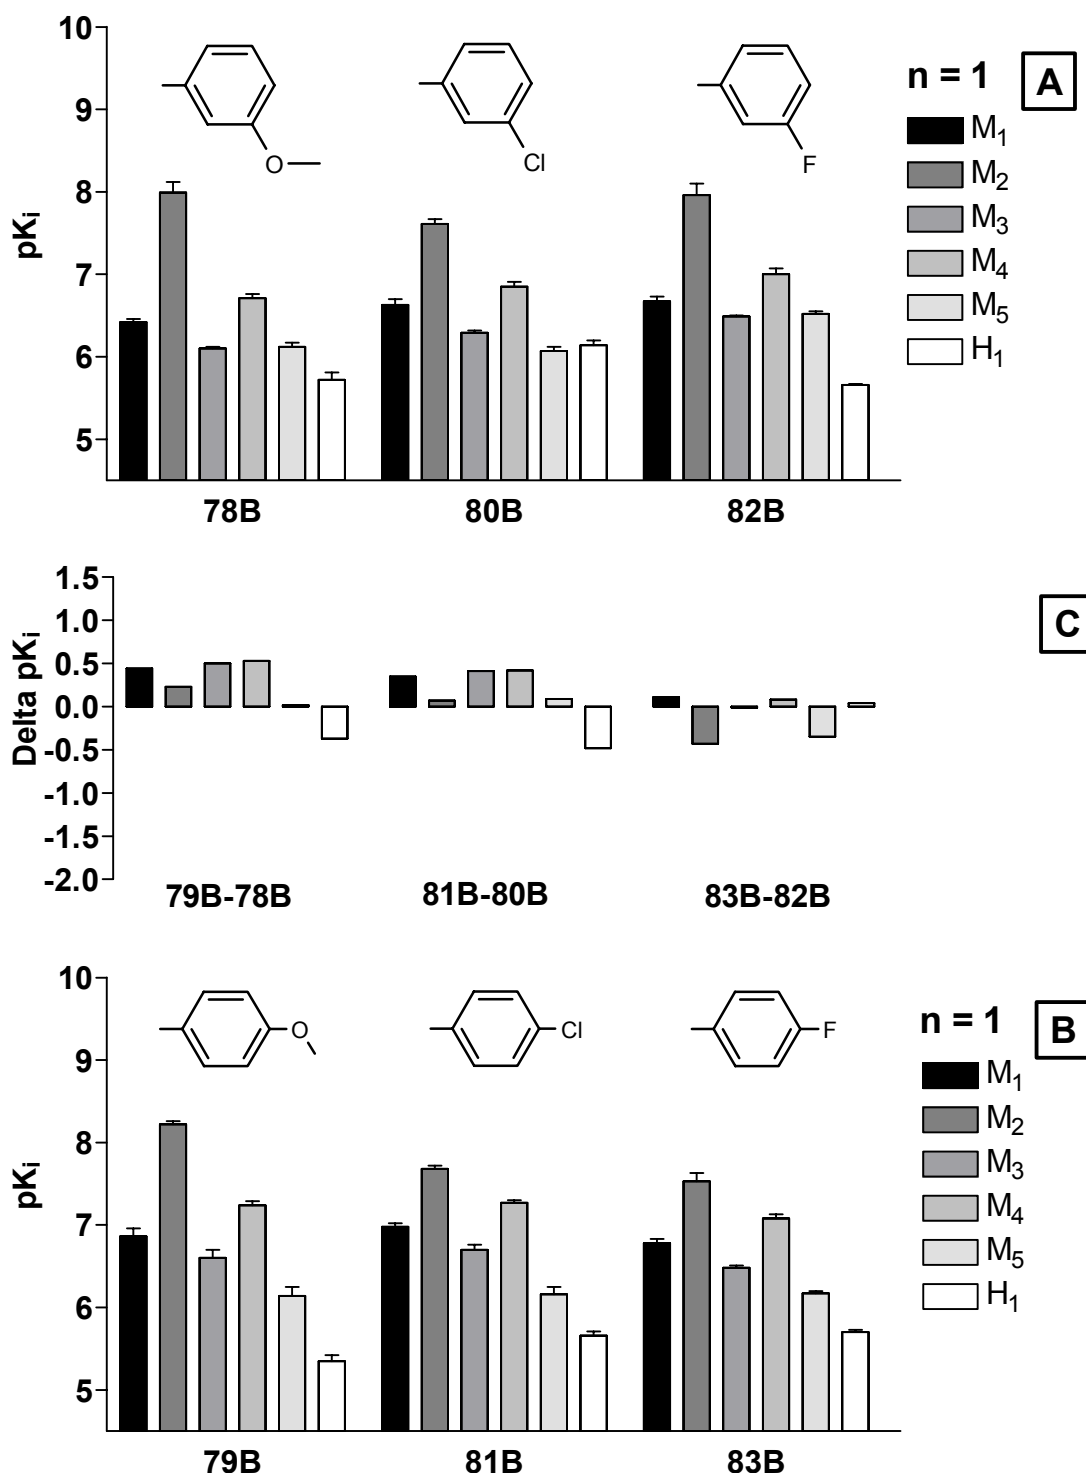 10
9
8
7
6
5
pKi
O
Cl
F
n = 1
A
M1
M2
M3
M4
M5
H1
78B
80B
82B
1.5
1.0
0.5
0.0
-0.5
-1.0
-1.5
-2.0
Delta pKi
C
79B-78B
81B-80B
83B-82B
10
9
8
7
6
5
pKi
O
Cl
F
n = 1
B
M1
M2
M3
M4
M5
H1
79B
81B
83B